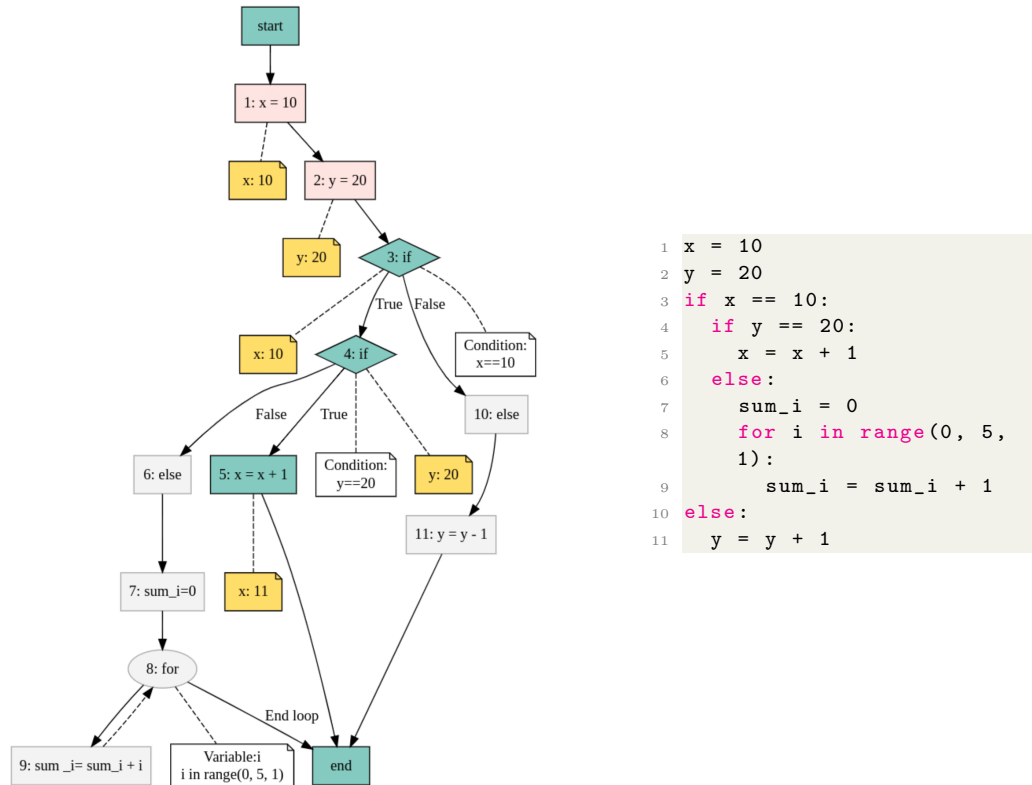 start
1: x = 10
x: 10
2: y = 20
y: 20
3: if
True
False
x: 10
4: if
Condition:
x==10
False
True
10: else
6: else
5: x = x + 1
Condition:
y==20
y: 20
11: y = y - 1
7: sum_i=0
x: 11
8: for
End loop
9: sum _i= sum_i + i
Variable:i
i in range(0, 5, 1)
end
1 x = 10
2 y = 20
3 if x == 10:
4 if y == 20:
5 x = x + 1
6 else:
7 sum_i = 0
8 for i in range(0, 5,
1):
9 sum_i = sum_i + 1
10 else:
11 y = y + 1